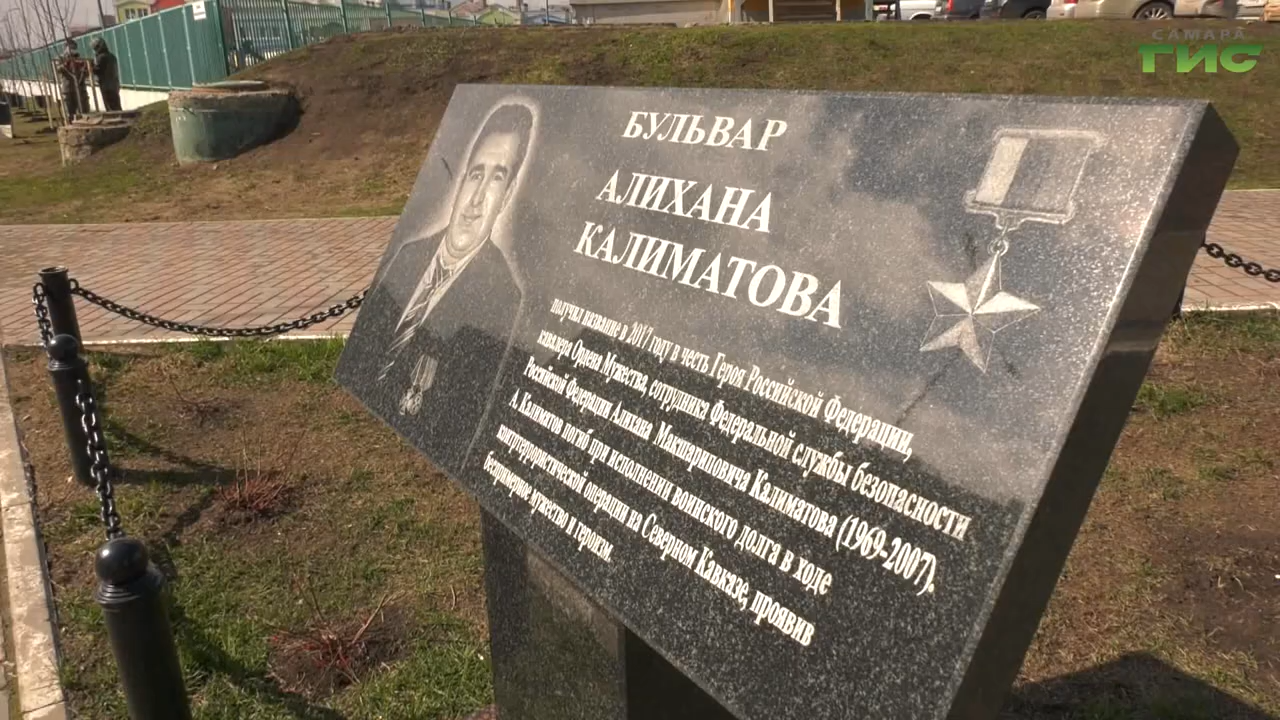 САМАРА
ГИС
БУЛЬВАР
АЛИХАНА
КАЛИМАТОВА
получил название в 2017 году в честь Героя Российской Федерации,
кавалера Ордена Мужества, сотрудника Федеральной службы безопасности
Российской Федерации Алихана Макшариповича Калиматова (1969-2007).
А. Калиматов погиб при исполнении воинского долга в ходе
контртеррористической операции на Северном Кавказе, проявив
беспримерное мужество и героизм.